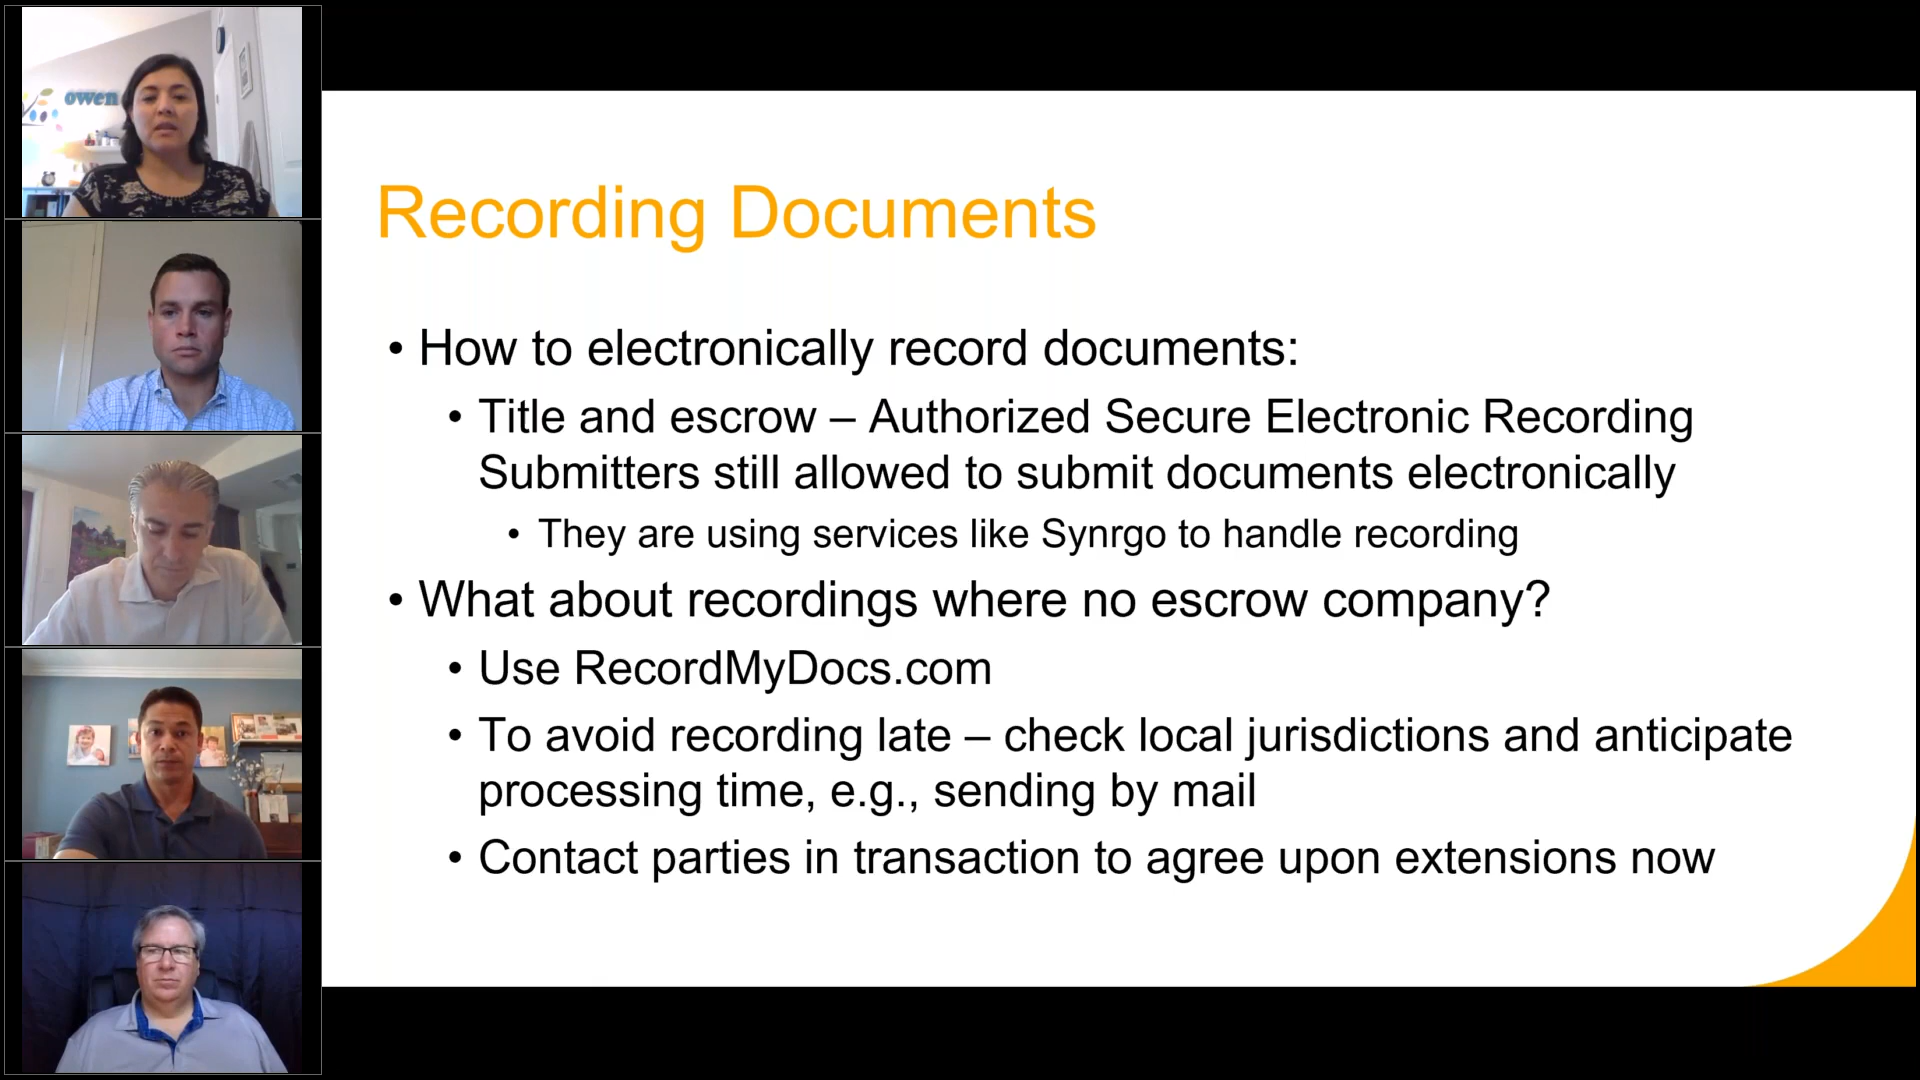 owen
Recording Documents
• How to electronically record documents:
• Title and escrow – Authorized Secure Electronic Recording
Submitters still allowed to submit documents electronically
• They are using services like Synrgo to handle recording
• What about recordings where no escrow company?
• Use RecordMyDocs.com
• To avoid recording late – check local jurisdictions and anticipate
processing time, e.g., sending by mail
• Contact parties in transaction to agree upon extensions now